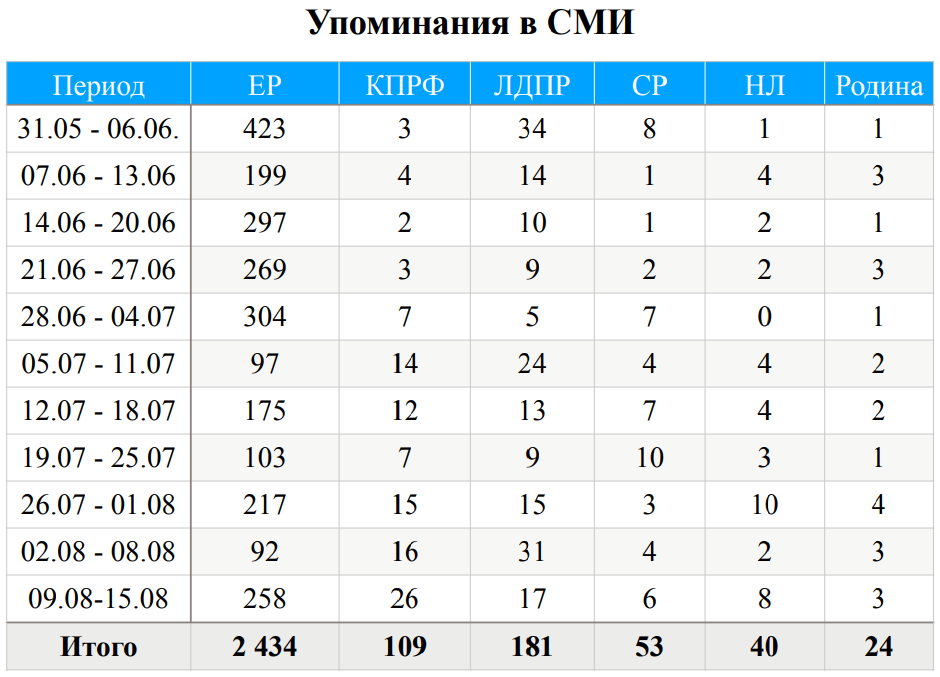 Упоминания в СМИ
Период ЕР КПРФ ЛДПР СР НЛ Родина
31.05 - 06.06. 423 3 34 8 1 1
07.06 - 13.06 199 4 14 1 4 3
14.06 - 20.06 297 2 10 1 2 1
21.06 - 27.06 269 3 9 2 2 3
28.06 - 04.07 304 7 5 7 0 1
05.07 - 11.07 97 14 24 4 4 2
12.07 - 18.07 175 12 13 7 4 2
19.07 - 25.07 103 7 9 10 3 1
26.07 - 01.08 217 15 15 3 10 4
02.08 - 08.08 92 16 31 4 2 3
09.08-15.08 258 26 17 6 8 3
Итого 2 434 109 181 53 40 24